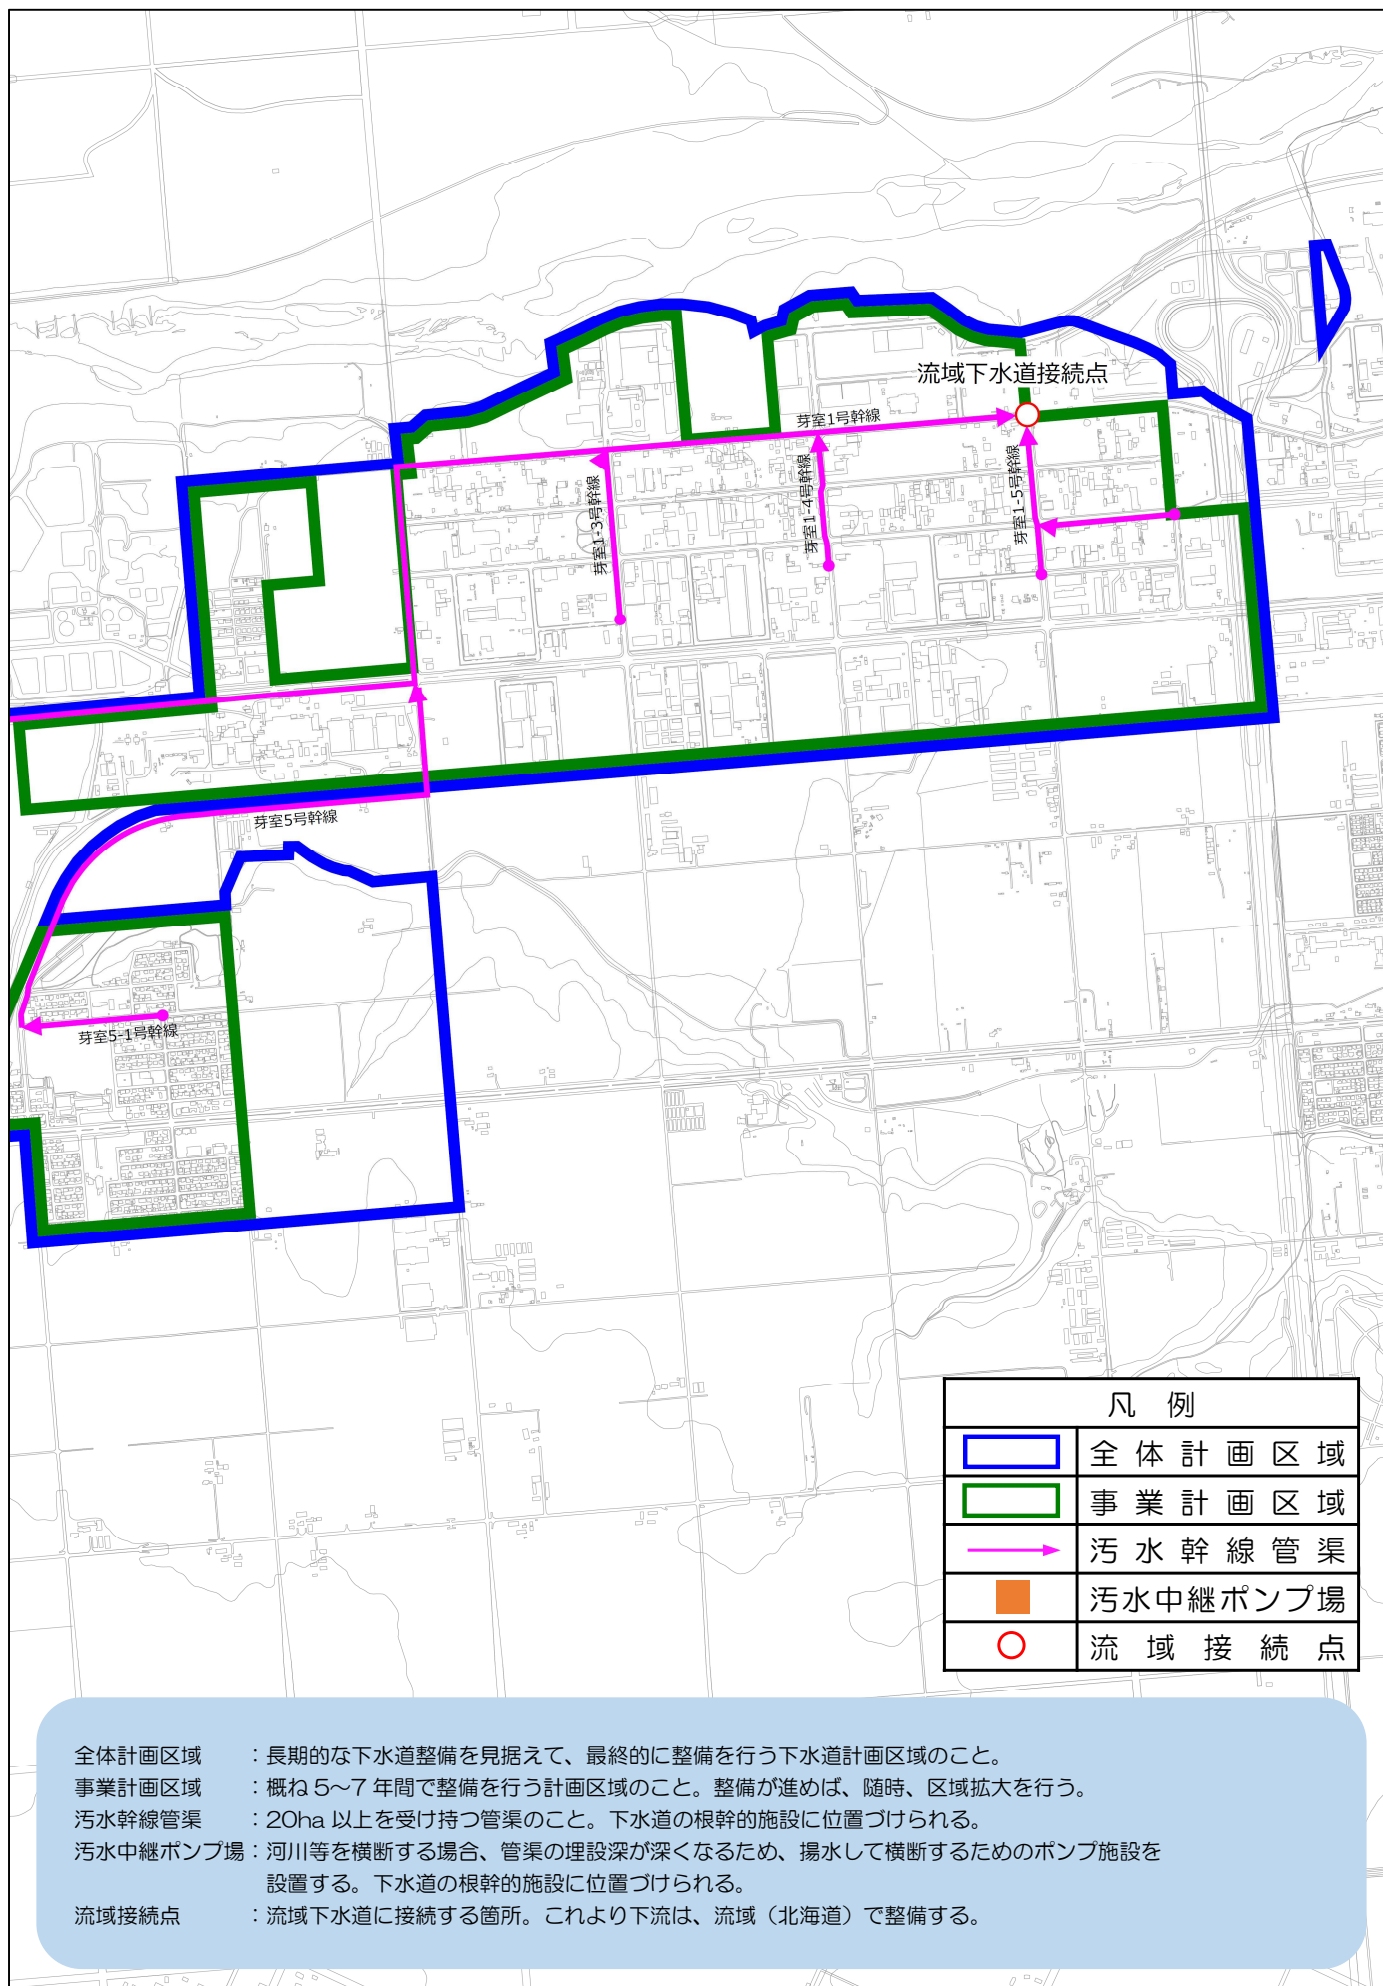 流域下水道接続点
芽室1号幹線
芽室1-3号幹線
芽室1-4号幹線
芽室1-5号幹線
芽室5号幹線
芽室5-1号幹線
凡 例
全体計画区域
事業計画区域
汚水幹線管渠
汚水中継ポンプ場
流域接続点
全体計画区域 ：長期的な下水道整備を見据えて、最終的に整備を行う下水道計画区域のこと。
事業計画区域 ：概ね5～7年間で整備を行う計画区域のこと。整備が進めば、随時、区域拡大を行う。
汚水幹線管渠 ：20ha 以上を受け持つ管渠のこと。下水道の根幹的施設に位置づけられる。
汚水中継ポンプ場：河川等を横断する場合、管渠の埋設深が深くなるため、揚水して横断するためのポンプ施設を
設置する。下水道の根幹的施設に位置づけられる。
流域接続点 ：流域下水道に接続する箇所。これより下流は、流域（北海道）で整備する。